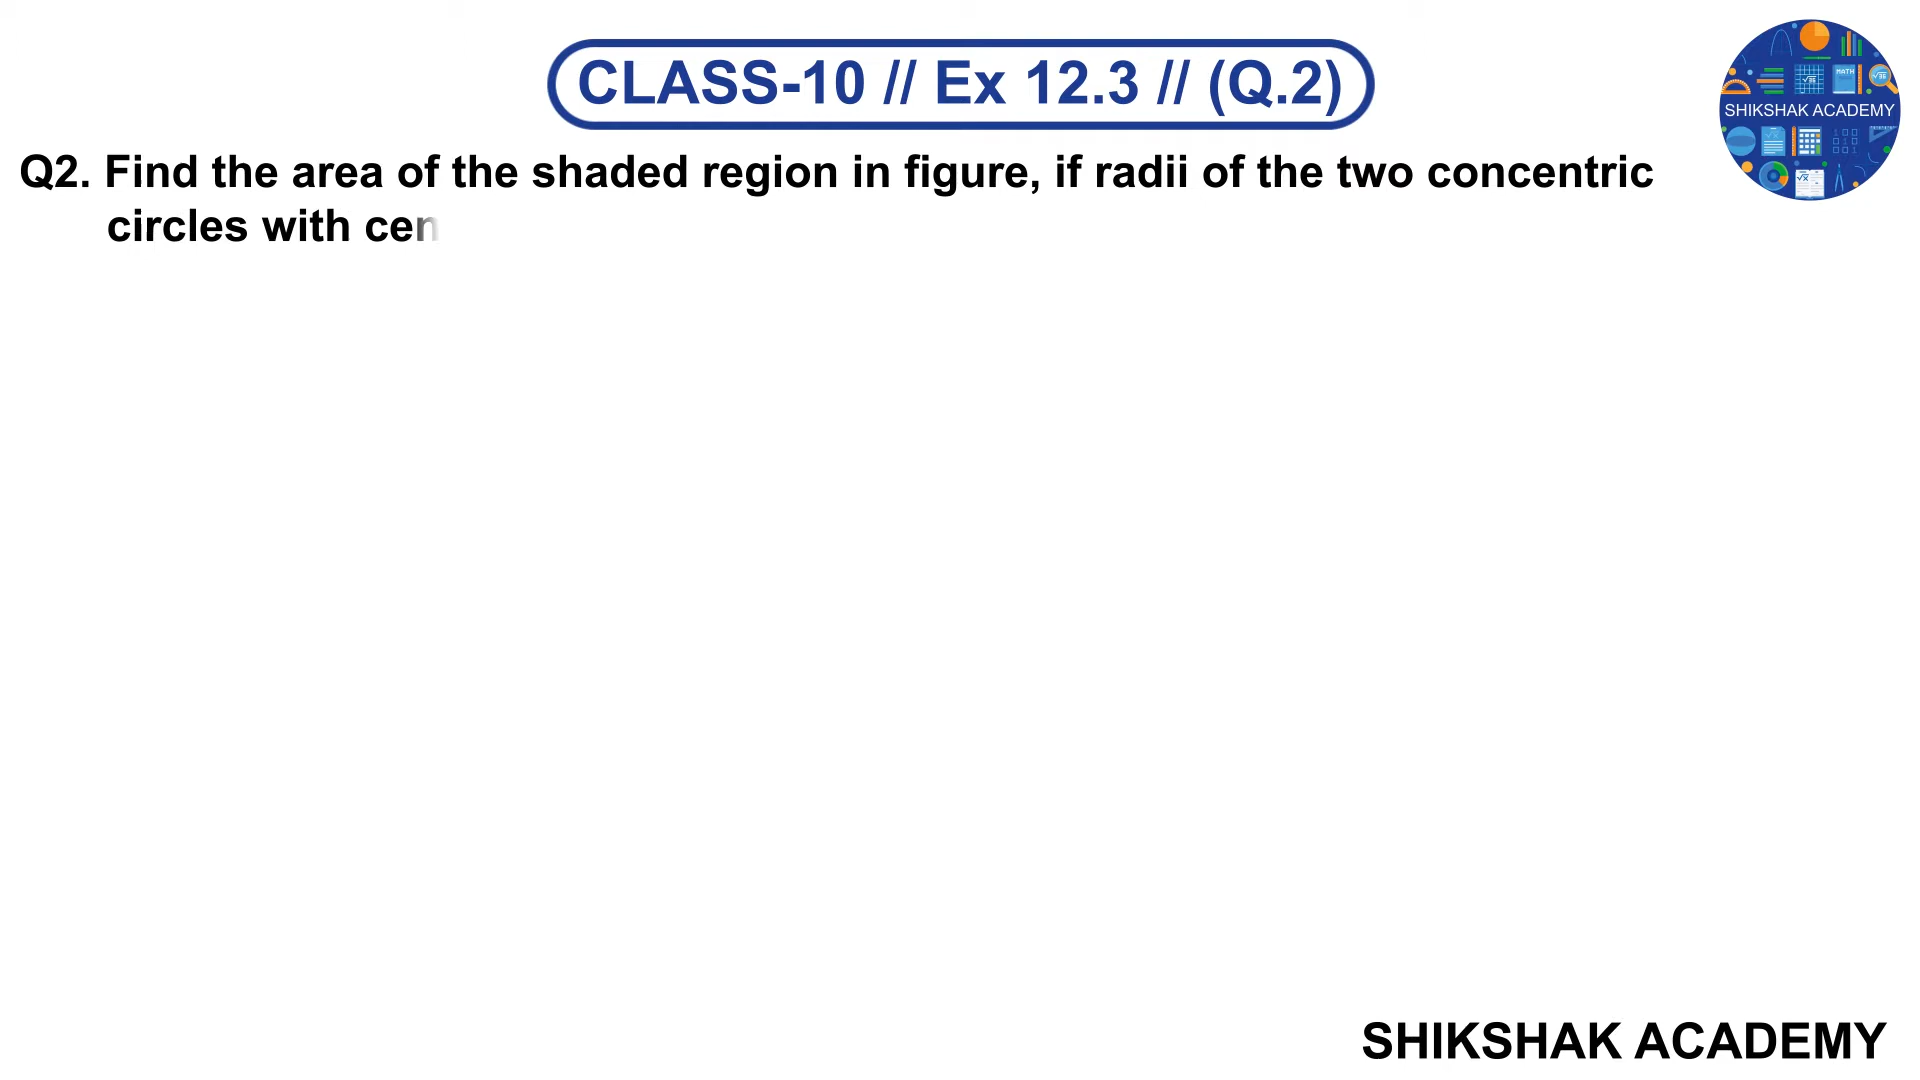 CLASS-10 // Ex 12.3 // (Q.2)
MATH
SHIKSHAK ACADEMY
Q2. Find the area of the shaded region in figure, if radii of the two concentric
circles with cen
SHIKSHAK ACADEMY